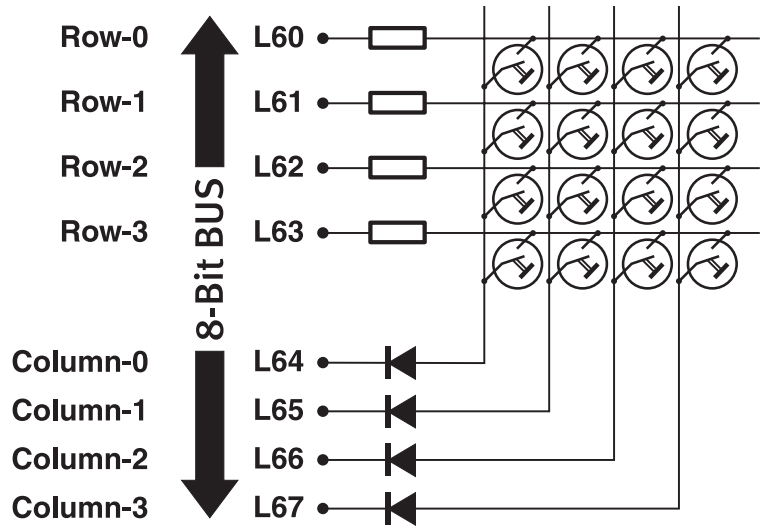 Row-0 L60
Row-1 L61
Row-2 L62
Row-3 L63
8-Bit BUS
Column-0 L64
Column-1 L65
Column-2 L66
Column-3 L67